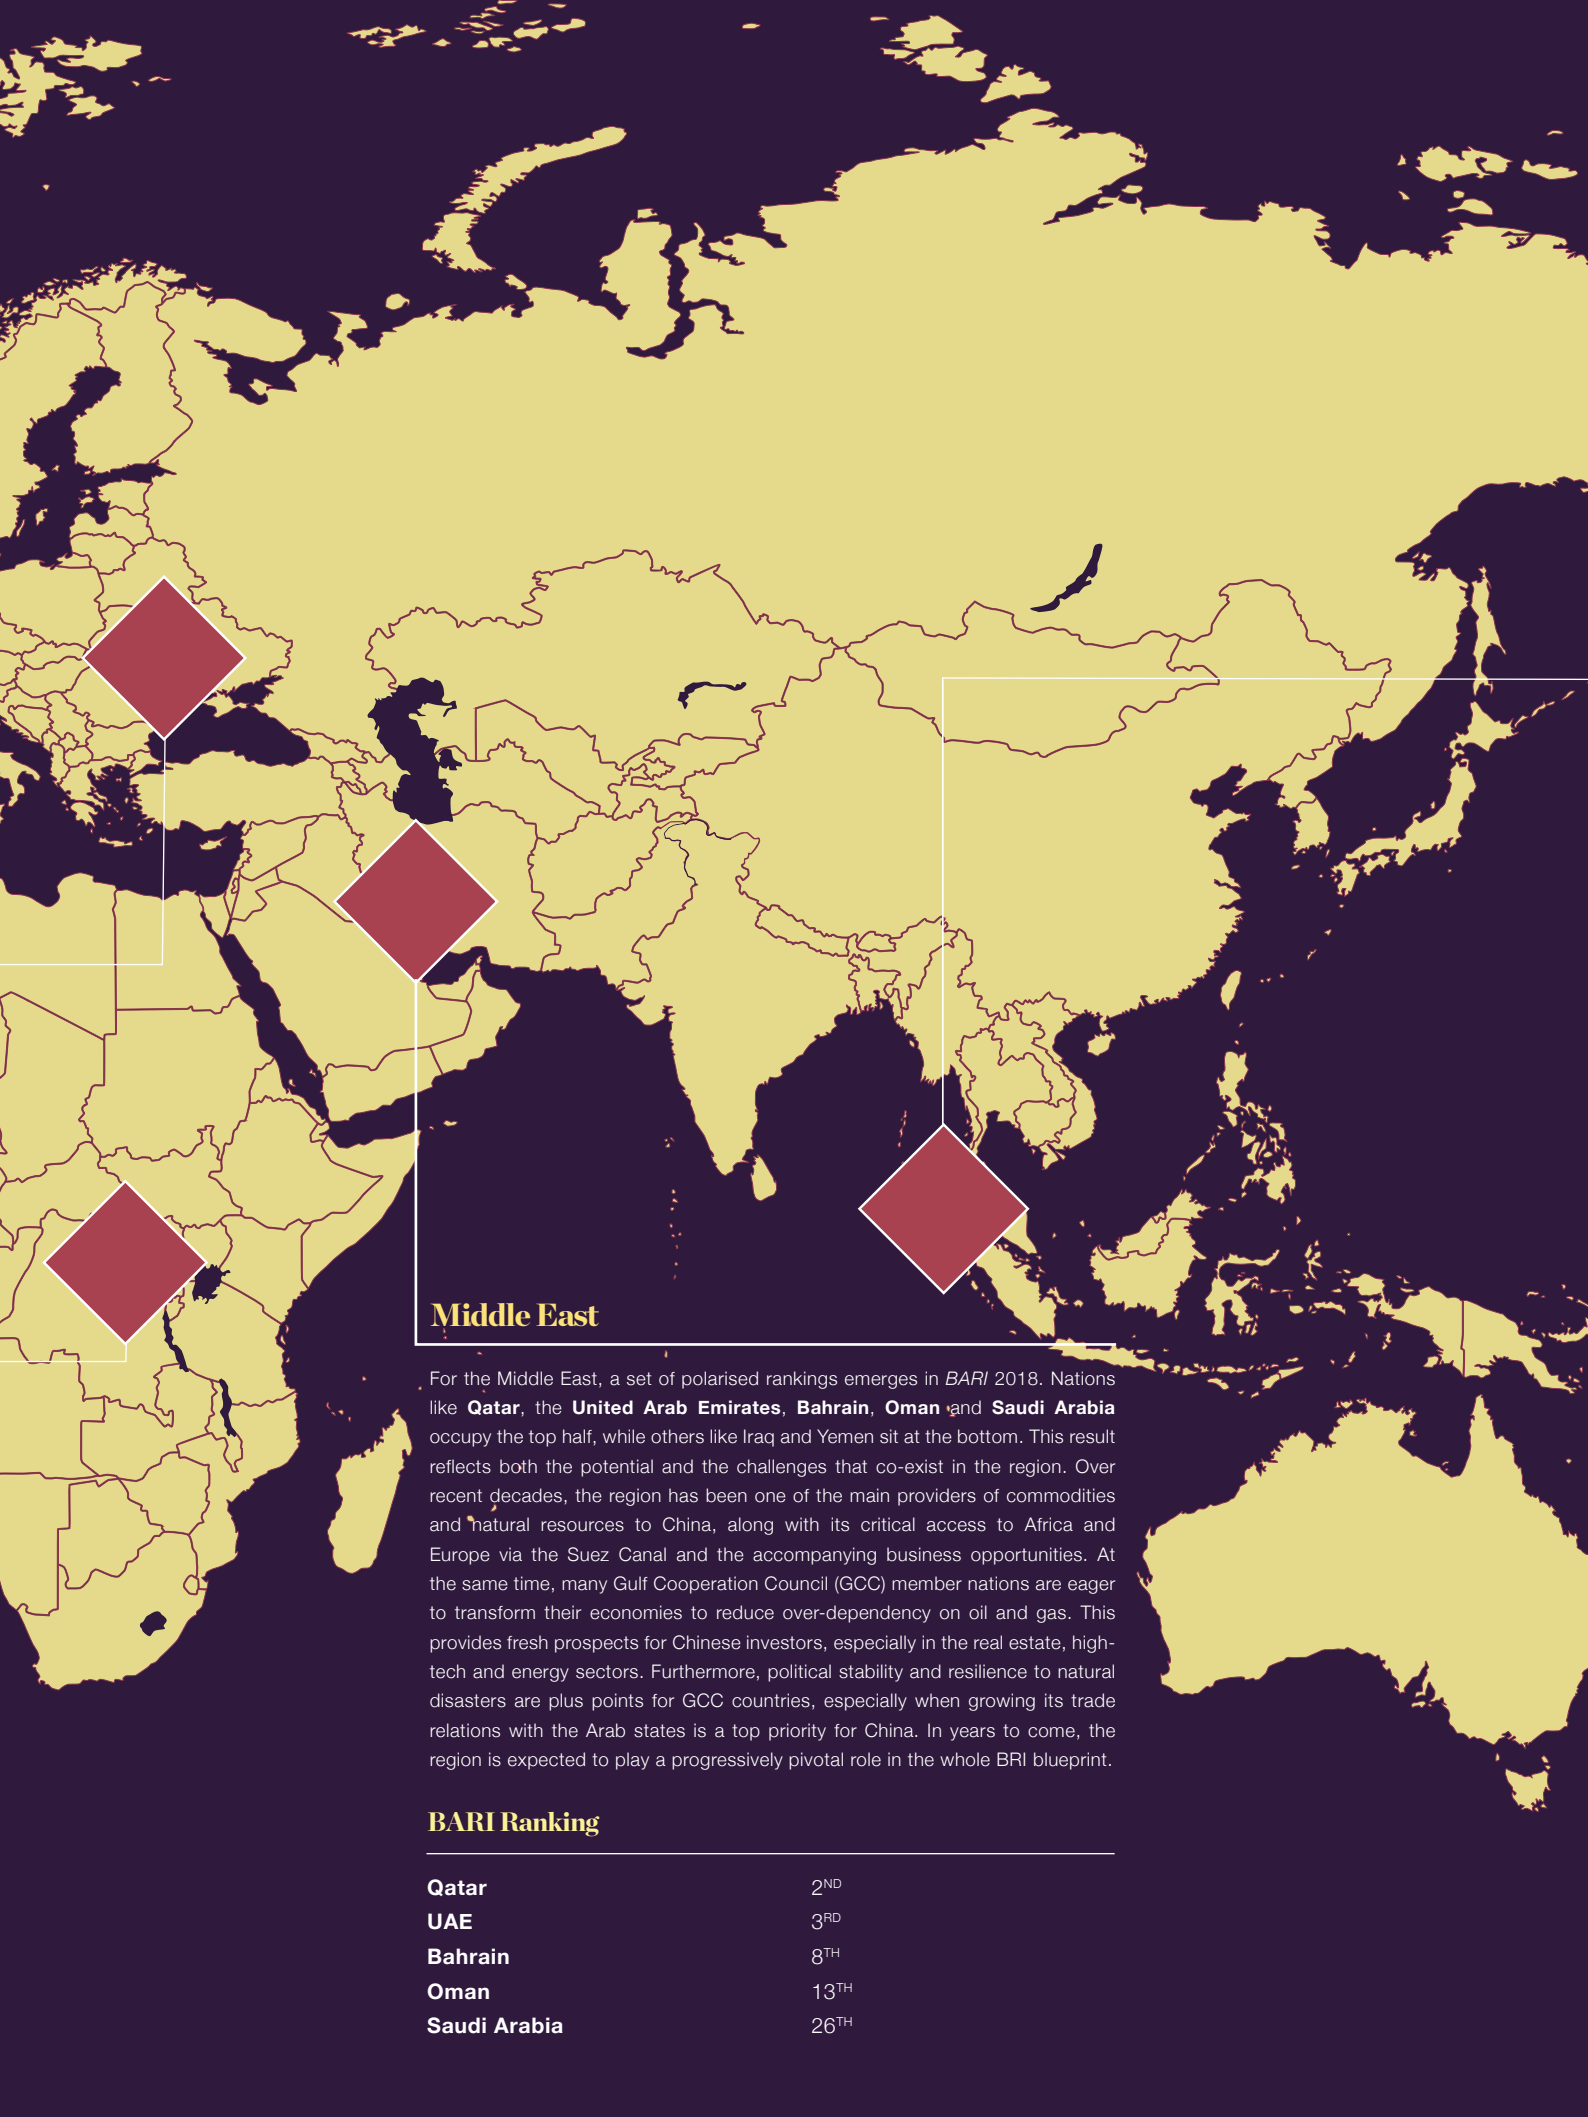 Middle East
For the Middle East, a set of polarised rankings emerges in BARI 2018. Nations
like Qatar, the United Arab Emirates, Bahrain, Oman and Saudi Arabia
occupy the top half, while others like Iraq and Yemen sit at the bottom. This result
reflects both the potential and the challenges that co-exist in the region. Over
recent decades, the region has been one of the main providers of commodities
and natural resources to China, along with its critical access to Africa and
Europe via the Suez Canal and the accompanying business opportunities. At
the same time, many Gulf Cooperation Council (GCC) member nations are eager
to transform their economies to reduce over-dependency on oil and gas. This
provides fresh prospects for Chinese investors, especially in the real estate, high-
tech and energy sectors. Furthermore, political stability and resilience to natural
disasters are plus points for GCC countries, especially when growing its trade
relations with the Arab states is a top priority for China. In years to come, the
region is expected to play a progressively pivotal role in the whole BRI blueprint.
BARI Ranking
Qatar 2ND
UAE 3RD
Bahrain 8TH
Oman 13TH
Saudi Arabia 26TH